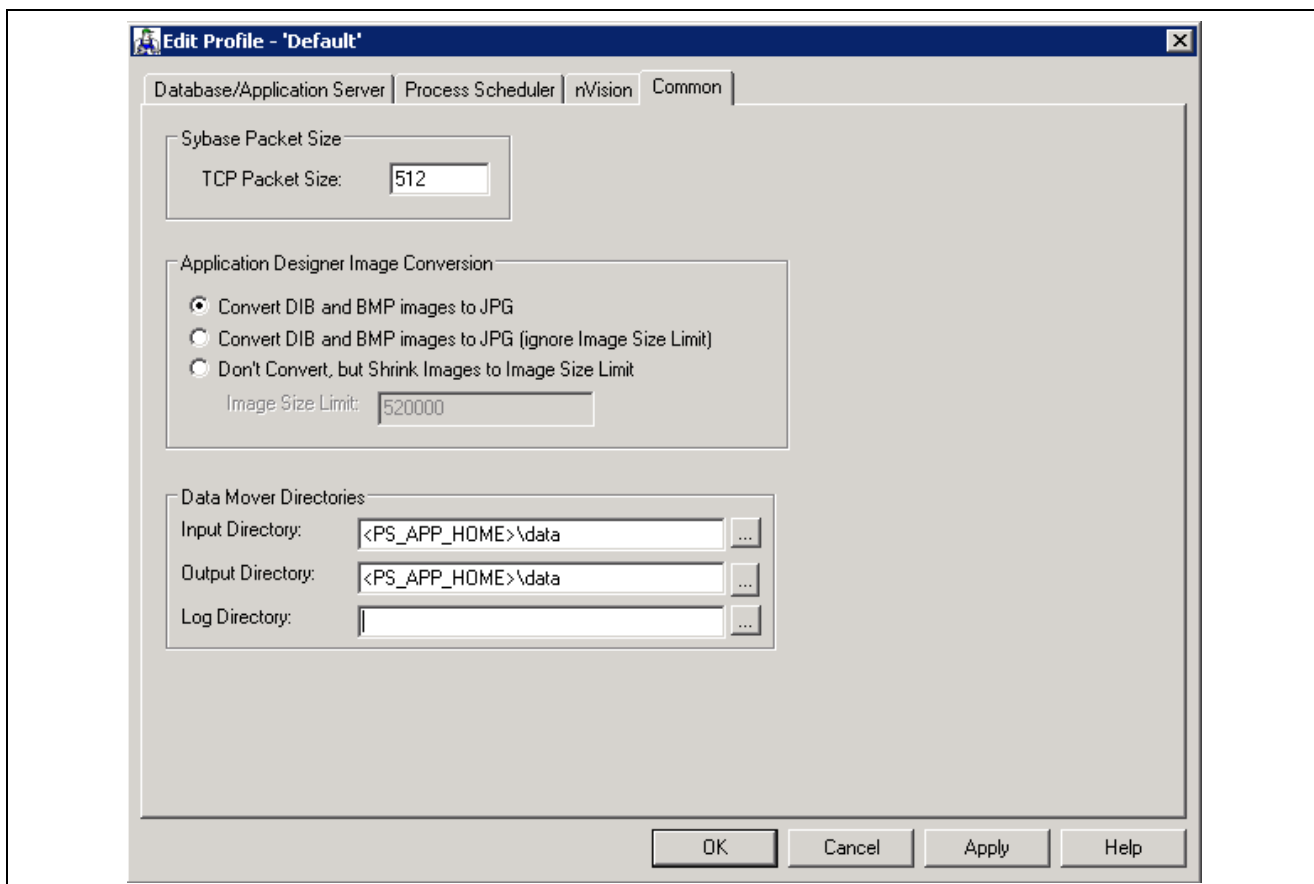 Edit Profile - 'Default'
Database/Application Server
Process Scheduler
nVision
Common
Sybase Packet Size
TCP Packet Size: 512
Application Designer Image Conversion
Convert DIB and BMP images to JPG
Convert DIB and BMP images to JPG (ignore Image Size Limit)
Don't Convert, but Shrink Images to Image Size Limit
Image Size Limit: 520000
Data Mover Directories
Input Directory: <PS_APP_HOME>\data ...
Output Directory: <PS_APP_HOME>\data ...
Log Directory: ...
OK
Cancel
Apply
Help